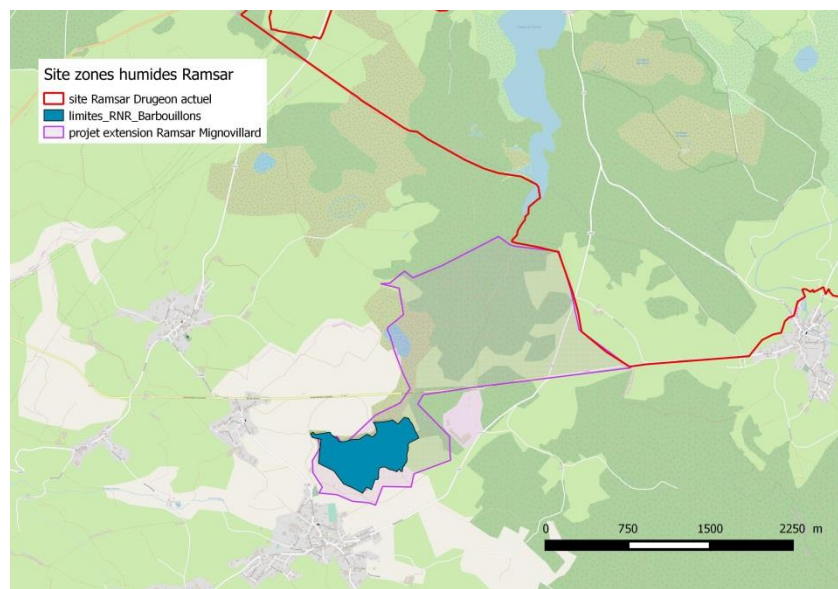 Site zones humides Ramsar
site Ramsar Drugeon actuel
limites_RNR_Barbouillons
projet extension Ramsar Mignovillard
0 750 1500 2250 m